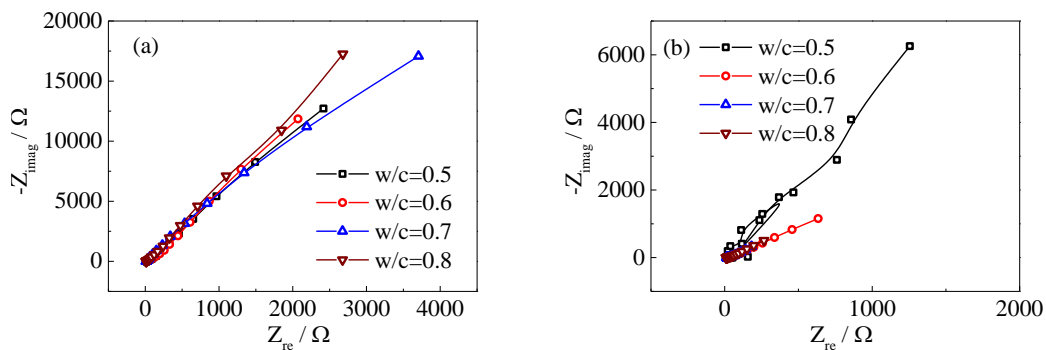 (a)
20000
15000
10000
5000
0
-Z_imag / Ω
w/c=0.5
w/c=0.6
w/c=0.7
w/c=0.8
0 1000 2000 3000 4000
Z_re / Ω
(b)
6000
4000
2000
0
-Z_imag / Ω
w/c=0.5
w/c=0.6
w/c=0.7
w/c=0.8
0 1000 2000
Z_re / Ω